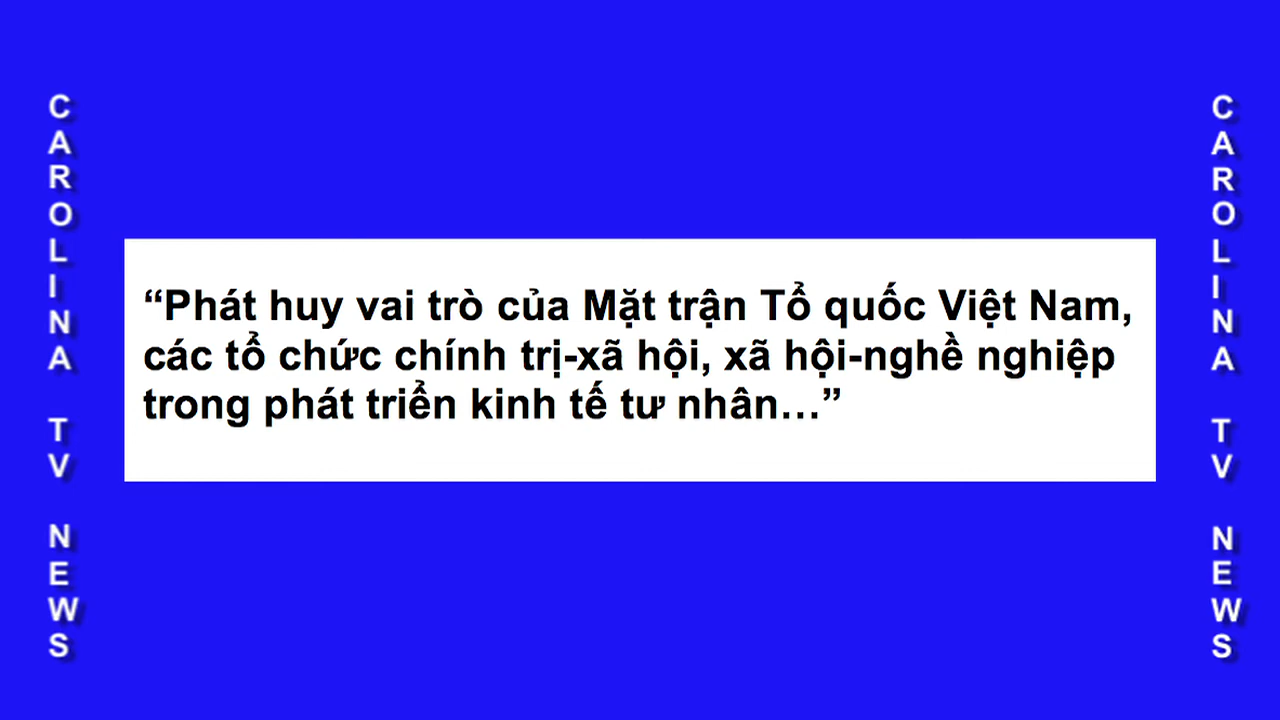 CAROLINA TV NEWS
“Phát huy vai trò của Mặt trận Tổ quốc Việt Nam,
các tổ chức chính trị-xã hội, xã hội-nghề nghiệp
trong phát triển kinh tế tư nhân…”
CAROLINA TV NEWS